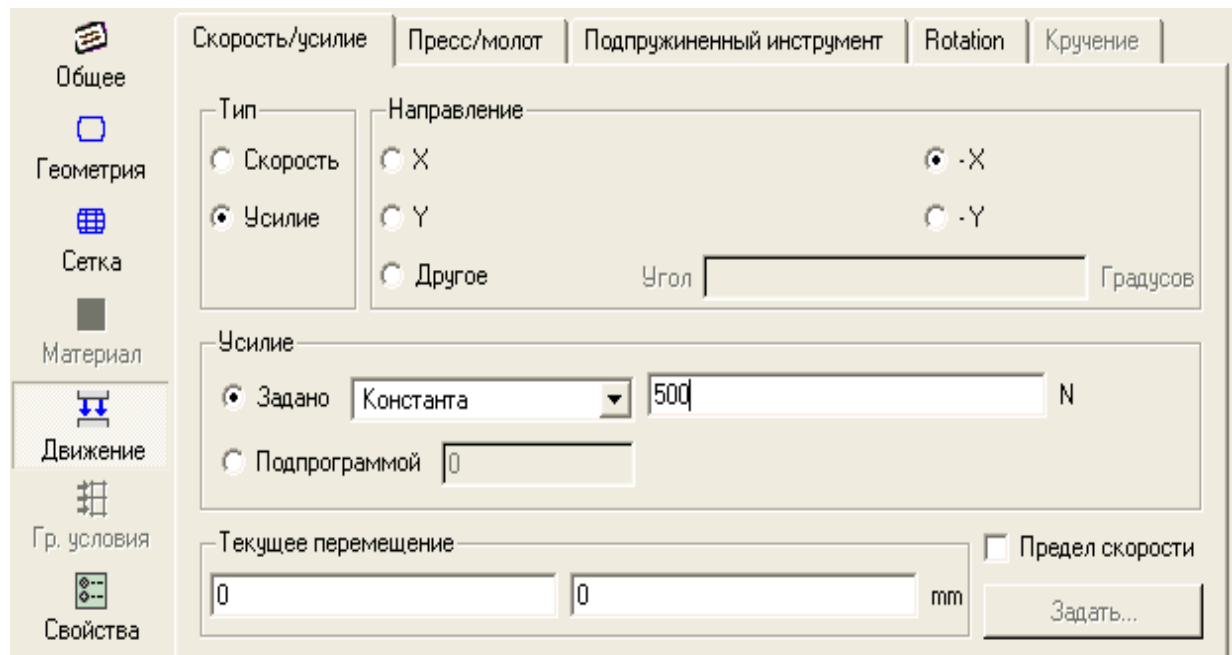 Скорость/усилие Пресс/молот Подпружиненный инструмент Rotation Кручение
Общее
Геометрия
Сетка
Материал
Движение
Гр. условия
Свойства
Тип
Скорость
Усилие
Направление
X -X
Y -Y
Другое Угол Градусов
Усилие
Задано Константа 500 N
Подпрограммой 0
Текущее перемещение
0 0 mm
Предел скорости
Задать...